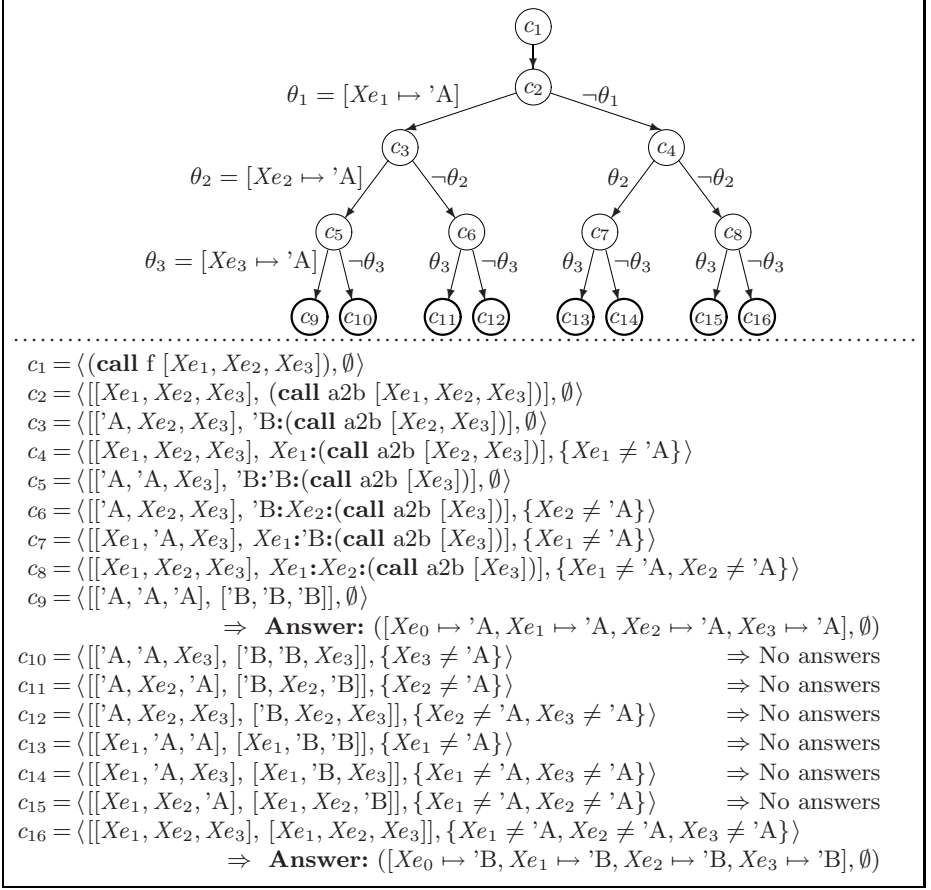 c₁
c₂
θ₁ = [Xe₁ ↦ 'A]
¬θ₁
c₃
c₄
θ₂ = [Xe₂ ↦ 'A]
¬θ₂
θ₂
¬θ₂
c₅
c₆
c₇
c₈
θ₃ = [Xe₃ ↦ 'A]
¬θ₃
θ₃
¬θ₃
θ₃
¬θ₃
θ₃
¬θ₃
c₉
c₁₀
c₁₁
c₁₂
c₁₃
c₁₄
c₁₅
c₁₆
c₁ = ⟨(call f [Xe₁, Xe₂, Xe₃]), ∅⟩
c₂ = ⟨[[Xe₁, Xe₂, Xe₃], (call a2b [Xe₁, Xe₂, Xe₃])], ∅⟩
c₃ = ⟨[['A, Xe₂, Xe₃], 'B:(call a2b [Xe₂, Xe₃])], ∅⟩
c₄ = ⟨[[Xe₁, Xe₂, Xe₃], Xe₁:(call a2b [Xe₂, Xe₃])], {Xe₁ ≠ 'A}⟩
c₅ = ⟨[['A, 'A, Xe₃], 'B:'B:(call a2b [Xe₃])], ∅⟩
c₆ = ⟨[['A, Xe₂, Xe₃], 'B:Xe₂:(call a2b [Xe₃])], {Xe₂ ≠ 'A}⟩
c₇ = ⟨[[Xe₁, 'A, Xe₃], Xe₁:'B:(call a2b [Xe₃])], {Xe₁ ≠ 'A}⟩
c₈ = ⟨[[Xe₁, Xe₂, Xe₃], Xe₁:Xe₂:(call a2b [Xe₃])], {Xe₁ ≠ 'A, Xe₂ ≠ 'A}⟩
c₉ = ⟨[['A, 'A, 'A], ['B, 'B, 'B]], ∅⟩
⇒ Answer: ([Xe₀ ↦ 'A, Xe₁ ↦ 'A, Xe₂ ↦ 'A, Xe₃ ↦ 'A], ∅)
c₁₀ = ⟨[['A, 'A, Xe₃], ['B, 'B, Xe₃]], {Xe₃ ≠ 'A}⟩ ⇒ No answers
c₁₁ = ⟨[['A, Xe₂, 'A], ['B, Xe₂, 'B]], {Xe₂ ≠ 'A}⟩ ⇒ No answers
c₁₂ = ⟨[['A, Xe₂, Xe₃], ['B, Xe₂, Xe₃]], {Xe₂ ≠ 'A, Xe₃ ≠ 'A}⟩ ⇒ No answers
c₁₃ = ⟨[[Xe₁, 'A, 'A], [Xe₁, 'B, 'B]], {Xe₁ ≠ 'A}⟩ ⇒ No answers
c₁₄ = ⟨[[Xe₁, 'A, Xe₃], [Xe₁, 'B, Xe₃]], {Xe₁ ≠ 'A, Xe₃ ≠ 'A}⟩ ⇒ No answers
c₁₅ = ⟨[[Xe₁, Xe₂, 'A], [Xe₁, Xe₂, 'B]], {Xe₁ ≠ 'A, Xe₂ ≠ 'A}⟩ ⇒ No answers
c₁₆ = ⟨[[Xe₁, Xe₂, Xe₃], [Xe₁, Xe₂, Xe₃]], {Xe₁ ≠ 'A, Xe₂ ≠ 'A, Xe₃ ≠ 'A}⟩
⇒ Answer: ([Xe₀ ↦ 'B, Xe₁ ↦ 'B, Xe₂ ↦ 'B, Xe₃ ↦ 'B], ∅)